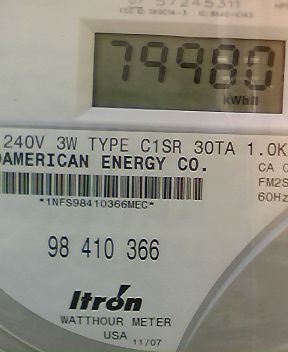 57245311
79980
kWh
240V 3W TYPE C1SR 30TA 1.0K
AMERICAN ENERGY CO.
CA
FM2S
60Hz
*1NFS98410366MEC*
98 410 366
Itron
WATTHOUR METER
USA 11/07